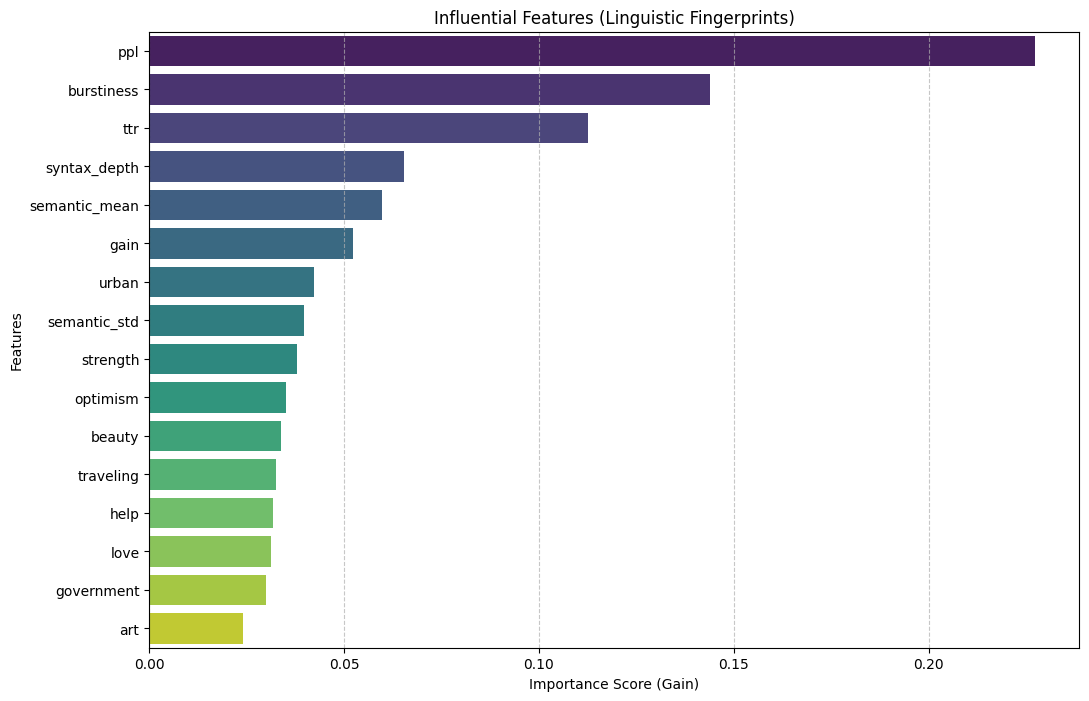 Influential Features (Linguistic Fingerprints)
Features
ppl
burstiness
ttr
syntax_depth
semantic_mean
gain
urban
semantic_std
strength
optimism
beauty
traveling
help
love
government
art
0.00 0.05 0.10 0.15 0.20
Importance Score (Gain)